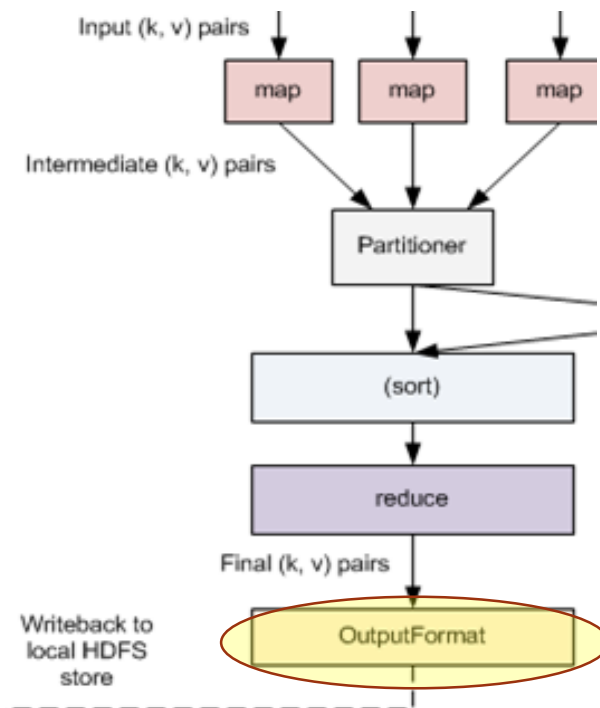 Input (k, v) pairs
map
map
map
Intermediate (k, v) pairs
Partitioner
(sort)
reduce
Final (k, v) pairs
OutputFormat
Writeback to
local HDFS
store